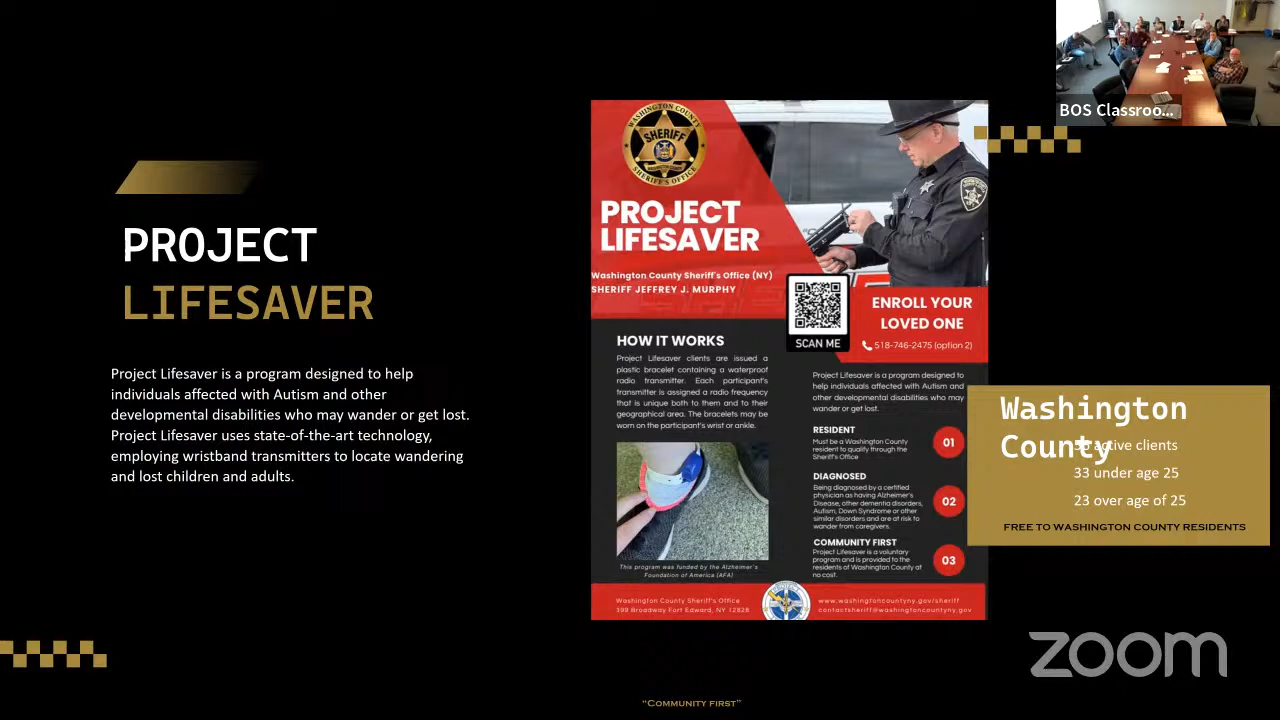 BOS Classroo...
PROJECT
LIFESAVER
Project Lifesaver is a program designed to help
individuals affected with Autism and other
developmental disabilities who may wander or get lost.
Project Lifesaver uses state-of-the-art technology,
employing wristband transmitters to locate wandering
and lost children and adults.
WASHINGTON COUNTY
SHERIFF
SHERIFF'S OFFICE
PROJECT
LIFESAVER
Washington County Sheriff's Office (NY)
SHERIFF JEFFREY J. MURPHY
SCAN ME
ENROLL YOUR
LOVED ONE
518-746-2475 (option 2)
HOW IT WORKS
Project Lifesaver clients are issued a
plastic bracelet containing a waterproof
radio transmitter. Each participant's
transmitter is assigned a radio frequency
that is unique both to them and to their
geographical area. The bracelets may be
worn on the participant's wrist or ankle.
This program was funded by the Alzheimer's
Foundation of America (AFA)
Project Lifesaver is a program designed to
help individuals affected with Autism and
other developmental disabilities who may
wander or get lost.
RESIDENT
Must be a Washington County
resident to qualify through the
Sheriff's Office
01
DIAGNOSED
Being diagnosed by a certified
physician as having Alzheimer's
Disease, other dementia disorders,
Autism, Down Syndrome or other
similar disorders and are at risk to
wander from caregivers.
02
COMMUNITY FIRST
Project Lifesaver is a voluntary
program and is provided to the
residents of Washington County at
no cost.
03
Washington County Sheriff's Office
399 Broadway Fort Edward, NY 12828
www.washingtoncountyny.gov/sheriff
contactsheriff@washingtoncountyny.gov
Washington
County
active clients
33 under age 25
23 over age of 25
FREE TO WASHINGTON COUNTY RESIDENTS
zoom
"COMMUNITY FIRST"